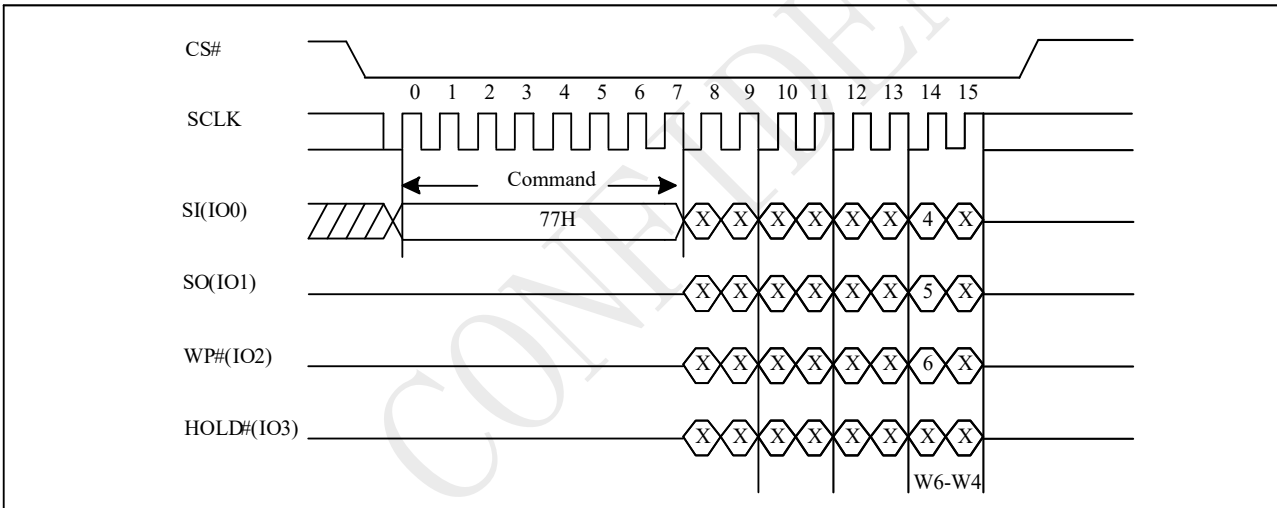 CS#
0 1 2 3 4 5 6 7 8 9 10 11 12 13 14 15
SCLK
Command
SI(IO0) 77H X X X X X X 4 X
SO(IO1) X X X X X X 5 X
WP#(IO2) X X X X X X 6 X
HOLD#(IO3) X X X X X X X X
W6-W4
CONFIDEN